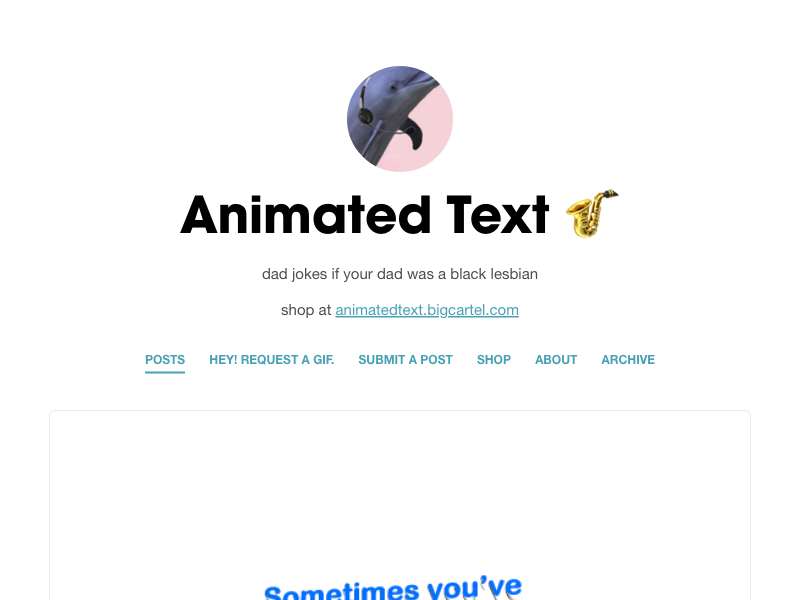 Animated Text 🎷
dad jokes if your dad was a black lesbian
shop at animatedtext.bigcartel.com
POSTS HEY! REQUEST A GIF. SUBMIT A POST SHOP ABOUT ARCHIVE
Sometimes you've